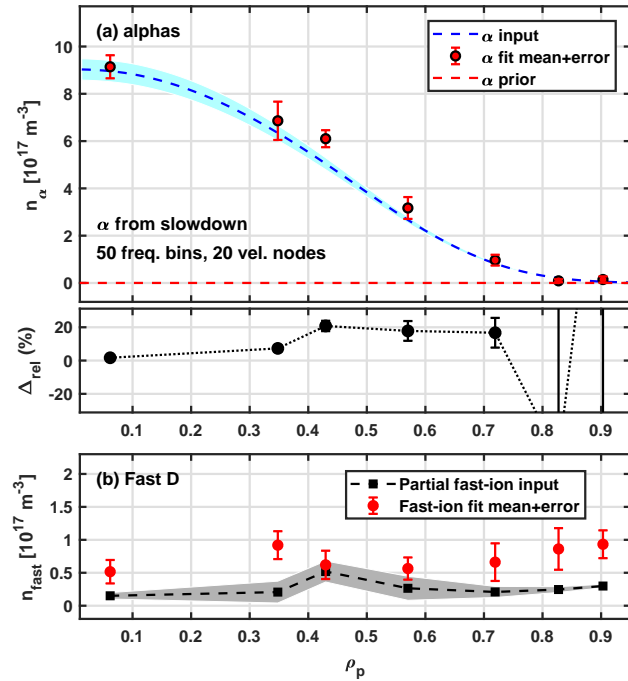 (a) alphas
α input
α fit mean+error
α prior
10
8
6
4
2
0
n_α [10^17 m^-3]
α from slowdown
50 freq. bins, 20 vel. nodes
20
0
-20
Δ_rel (%)
0.1 0.2 0.3 0.4 0.5 0.6 0.7 0.8 0.9
(b) Fast D
Partial fast-ion input
Fast-ion fit mean+error
2
1.5
1
0.5
0
n_fast [10^17 m^-3]
0.1 0.2 0.3 0.4 0.5 0.6 0.7 0.8 0.9
ρ_p